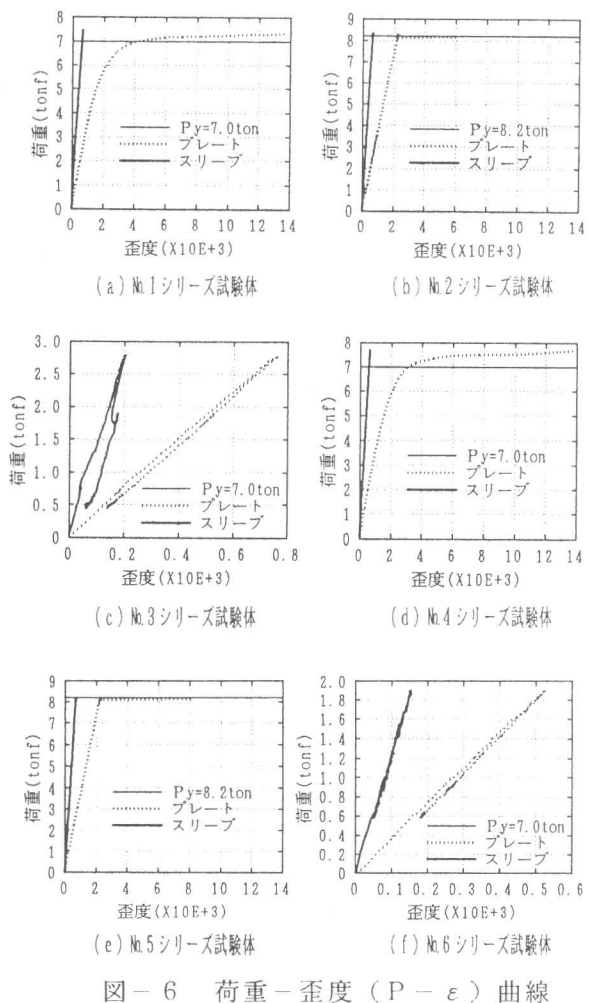 荷重(tonf)
8
7
6
5
4
3
2
1
0
Py=7.0ton
プレート
スリーブ
0 2 4 6 8 10 12 14
歪度(X10E+3)
(a)№1シリーズ試験体
荷重(tonf)
9
8
7
6
5
4
3
2
1
0
Py=8.2ton
プレート
スリーブ
0 2 4 6 8 10 12 14
歪度(X10E+3)
(b)№2シリーズ試験体
荷重(tonf)
3.0
2.5
2.0
1.5
1.0
0.5
0
Py=7.0ton
プレート
スリーブ
0 0.2 0.4 0.6 0.8
歪度(X10E+3)
(c)№3シリーズ試験体
荷重(tonf)
8
7
6
5
4
3
2
1
0
Py=7.0ton
プレート
スリーブ
0 2 4 6 8 10 12 14
歪度(X10E+3)
(d)№4シリーズ試験体
荷重(tonf)
9
8
7
6
5
4
3
2
1
0
Py=8.2ton
プレート
スリーブ
0 2 4 6 8 10 12 14
歪度(X10E+3)
(e)№5シリーズ試験体
荷重(tonf)
2.0
1.8
1.6
1.4
1.2
1.0
0.8
0.6
0.4
0.2
0
Py=7.0ton
プレート
スリーブ
0 0.1 0.2 0.3 0.4 0.5 0.6
歪度(X10E+3)
(f)№6シリーズ試験体
図-6 荷重-歪度(P-ε)曲線